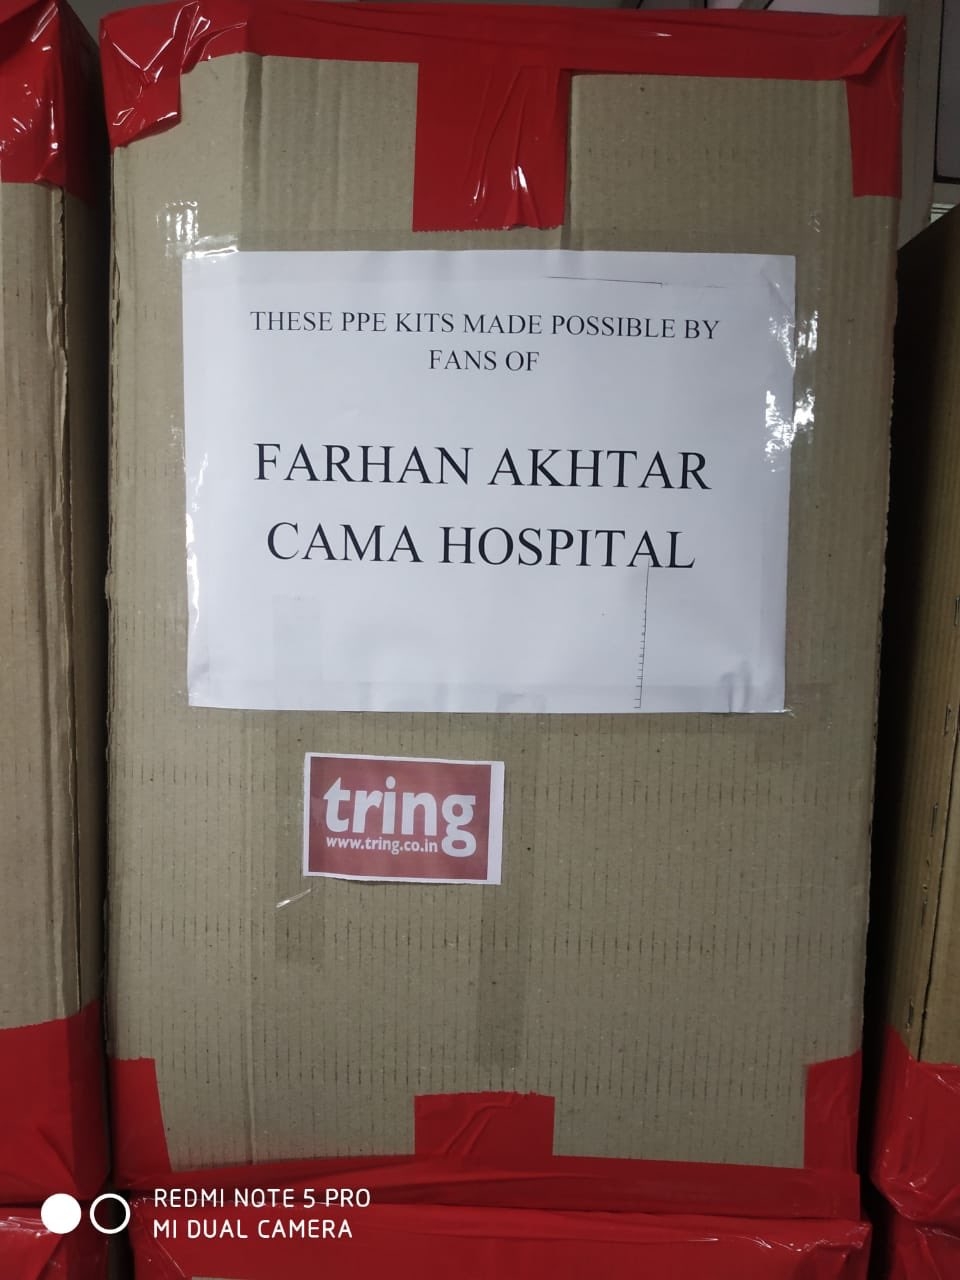 THESE PPE KITS MADE POSSIBLE BY
FANS OF
FARHAN AKHTAR
CAMA HOSPITAL
tring
www.tring.co.in
REDMI NOTE 5 PRO
MI DUAL CAMERA